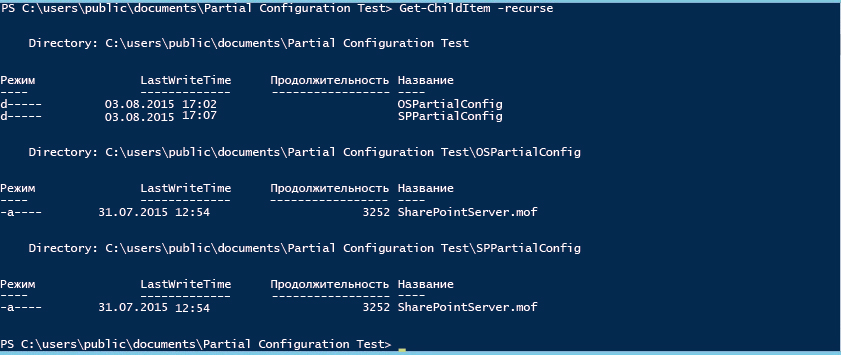 PS C:\users\public\documents\Partial Configuration Test> Get-ChildItem -recurse
Directory: C:\users\public\documents\Partial Configuration Test
Режим LastWriteTime Продолжительность Название
---- ------------- ----------------- ----
d----- 03.08.2015 17:02 OSPartialConfig
d----- 03.08.2015 17:07 SPPartialConfig
Directory: C:\users\public\documents\Partial Configuration Test\OSPartialConfig
Режим LastWriteTime Продолжительность Название
---- ------------- ----------------- ----
-a---- 31.07.2015 12:54 3252 SharePointServer.mof
Directory: C:\users\public\documents\Partial Configuration Test\SPPartialConfig
Режим LastWriteTime Продолжительность Название
---- ------------- ----------------- ----
-a---- 31.07.2015 12:54 3252 SharePointServer.mof
PS C:\users\public\documents\Partial Configuration Test> _